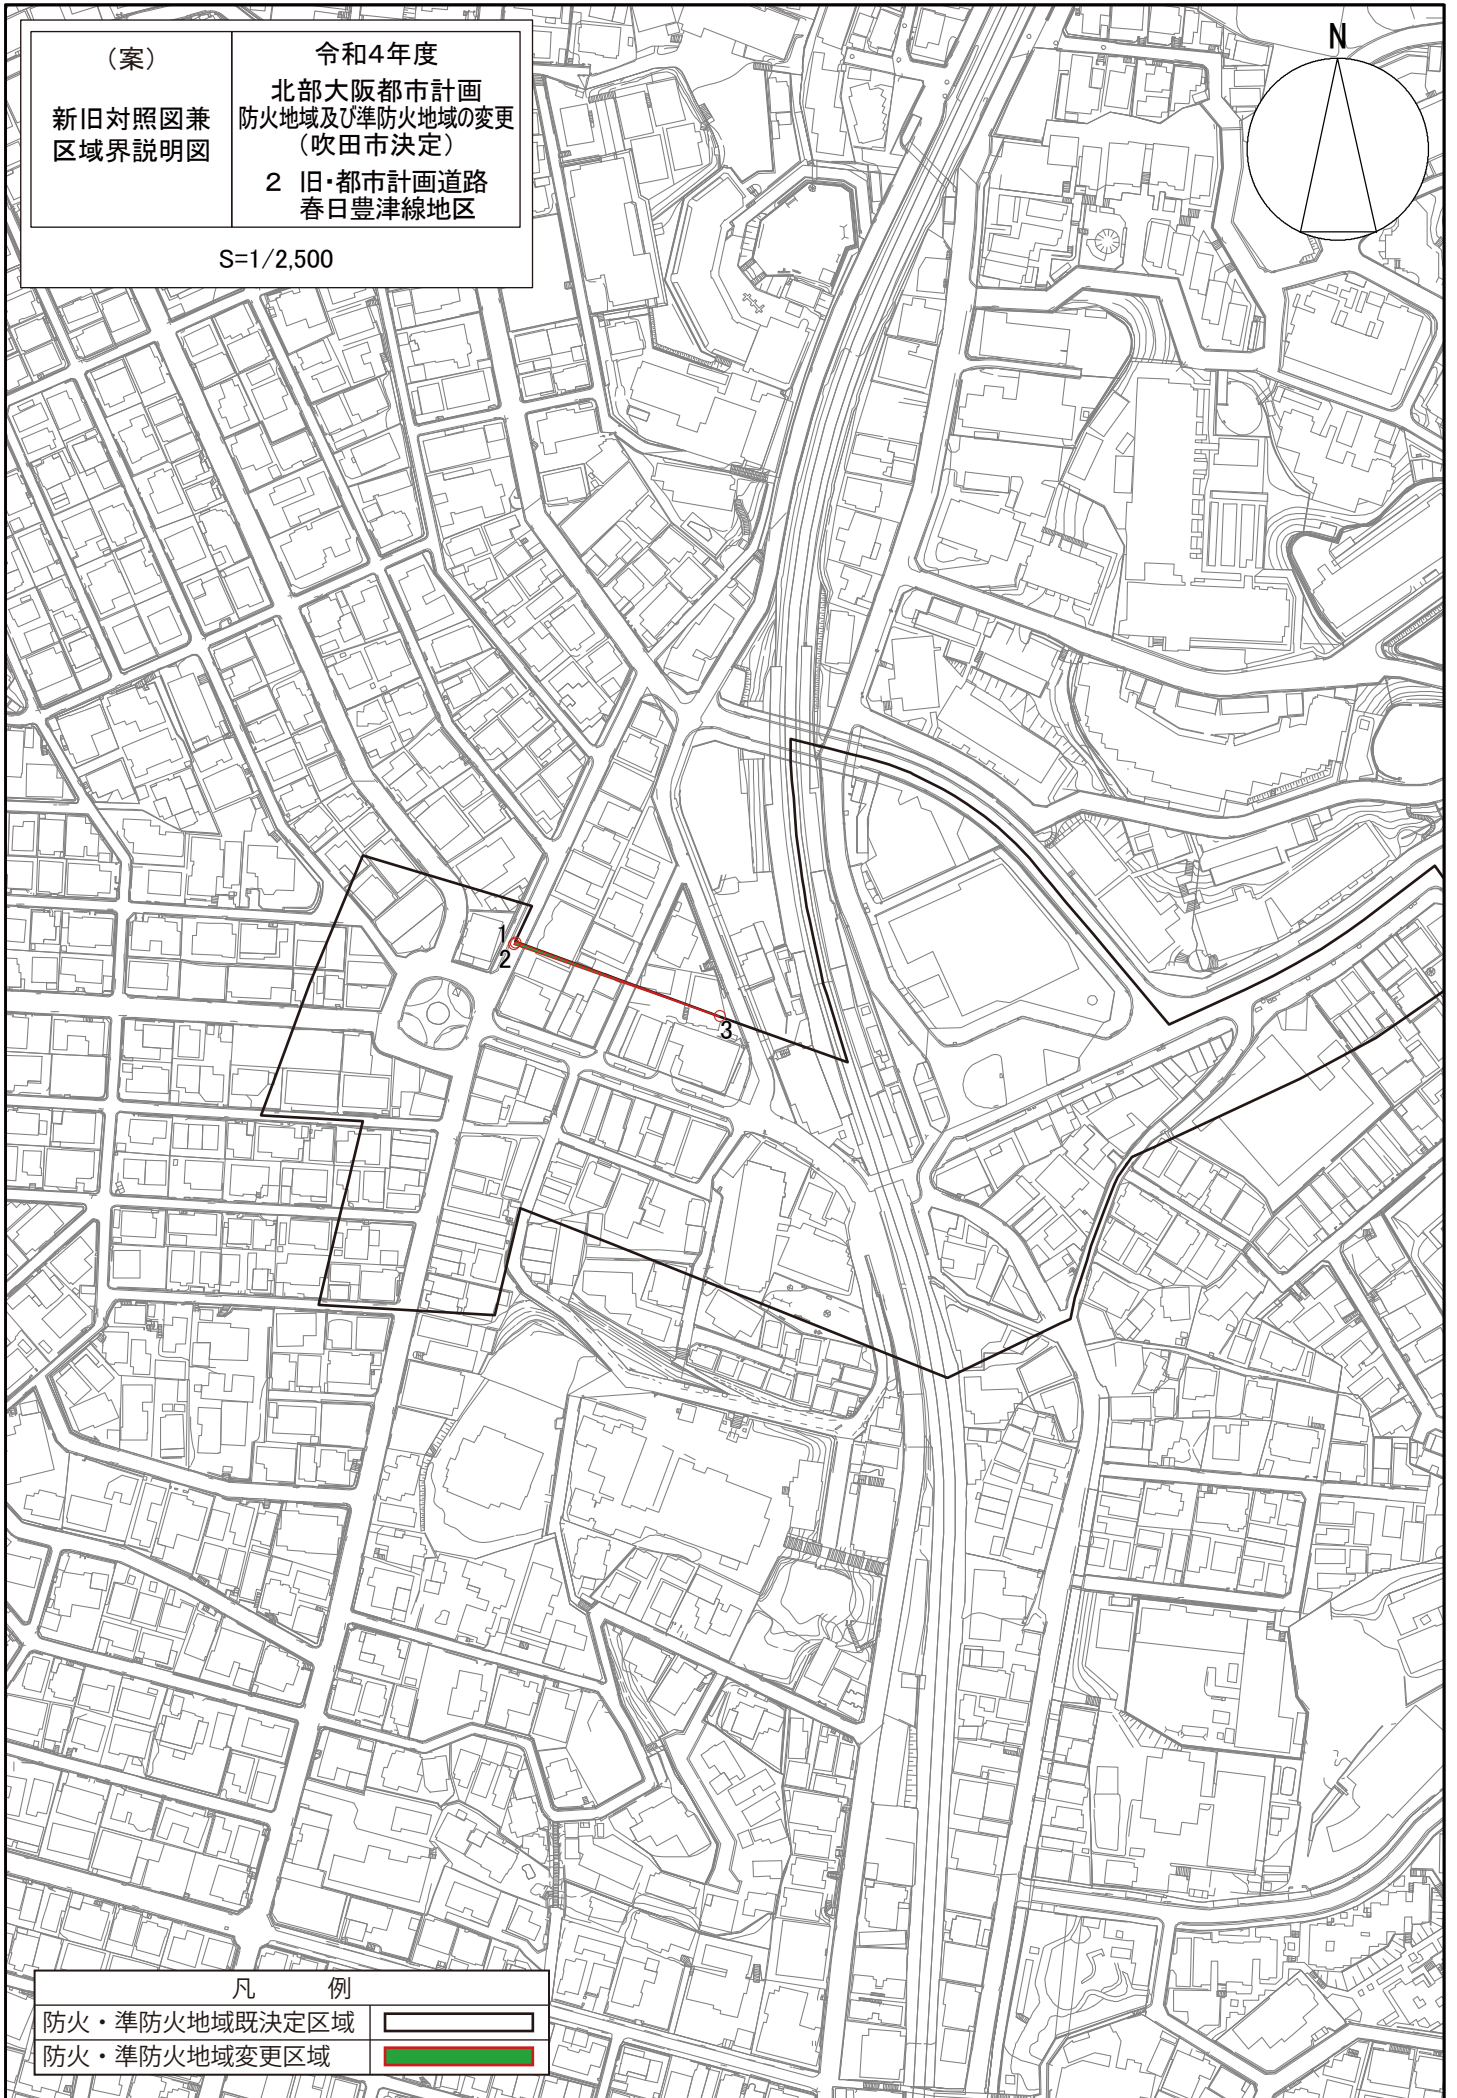 （案）
新旧対照図兼
区域界説明図
令和4年度
北部大阪都市計画
防火地域及び準防火地域の変更
（吹田市決定）
2 旧・都市計画道路
春日豊津線地区
S=1/2,500
N
1
2
3
凡 例
防火・準防火地域既決定区域
防火・準防火地域変更区域